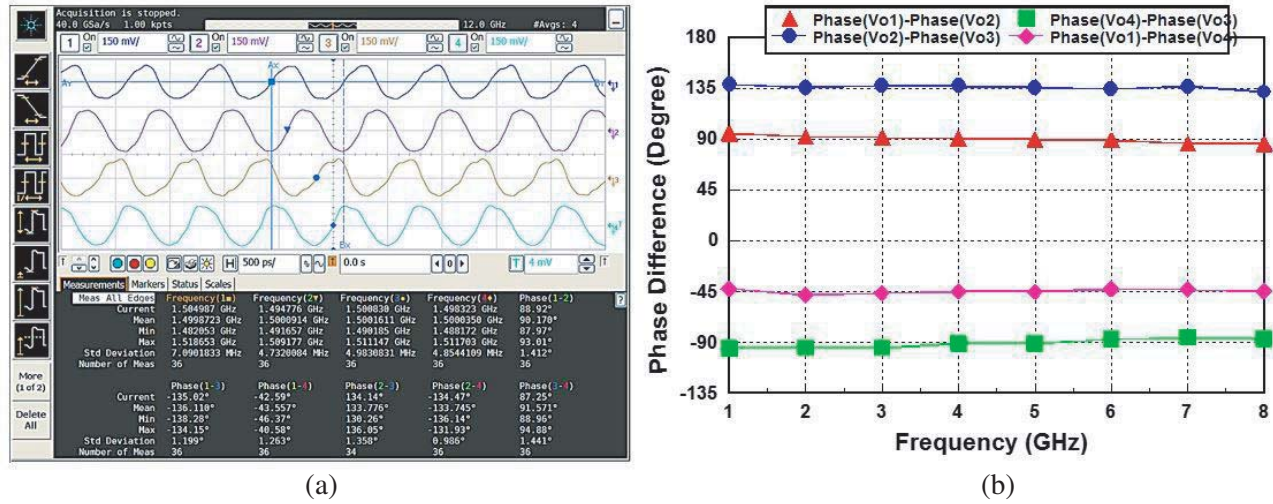 Acquisition is stopped.
40.0 GSa/s 1.00 kpts 12.0 GHz #Avgs: 4
1 On 150 mV/ 2 On 150 mV/ 3 On 150 mV/ 4 On 150 mV/
Ax
Ay
1
2
3
4
Bx
H 500 ps/ 0.0 s 0 T 4 mV
Measurements Markers Status Scales
Meas All Edges Frequency(1) Frequency(2) Frequency(3) Frequency(4) Phase(1-2) ?
Current 1.504987 GHz 1.494776 GHz 1.500830 GHz 1.498323 GHz 88.92°
Mean 1.4998723 GHz 1.5000914 GHz 1.5001611 GHz 1.5000350 GHz 90.170°
Min 1.482053 GHz 1.491657 GHz 1.490185 GHz 1.488172 GHz 87.97°
Max 1.518653 GHz 1.509177 GHz 1.511147 GHz 1.511703 GHz 93.01°
Std Deviation 7.0901833 MHz 4.7320084 MHz 4.9830831 MHz 4.8544109 MHz 1.412°
Number of Meas 36 36 36 36 36
Phase(1-3) Phase(1-4) Phase(2-3) Phase(2-4) Phase(3-4)
Current -135.02° -42.59° 134.14° -134.47° 87.25°
Mean -136.110° -43.557° 133.776° -133.745° 91.571°
Min -138.28° -46.37° 130.26° -136.14° 88.96°
Max -134.15° -40.58° 136.05° -131.93° 94.88°
Std Deviation 1.199° 1.263° 1.358° 0.986° 1.441°
Number of Meas 36 36 34 36 36
More
(1 of 2)
Delete
All
(a)
Phase(Vo1)-Phase(Vo2) Phase(Vo4)-Phase(Vo3)
Phase(Vo2)-Phase(Vo3) Phase(Vo1)-Phase(Vo4)
Phase Difference (Degree)
180
135
90
45
0
-45
-90
-135
1 2 3 4 5 6 7 8
Frequency (GHz)
(b)